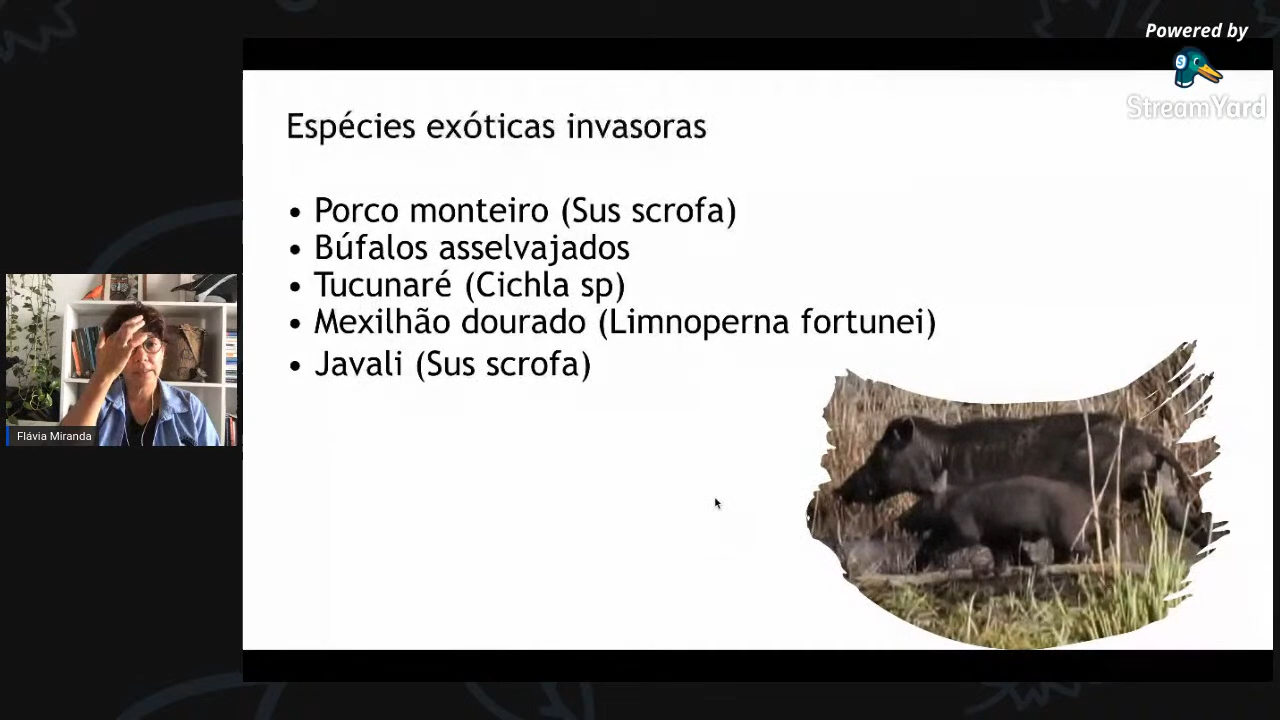 Powered by
StreamYard
Espécies exóticas invasoras
• Porco monteiro (Sus scrofa)
• Búfalos asselvajados
• Tucunaré (Cichla sp)
• Mexilhão dourado (Limnoperna fortunei)
• Javali (Sus scrofa)
Flávia Miranda